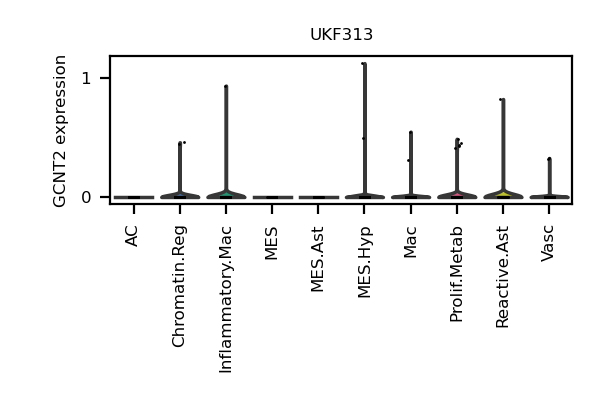 UKF313
GCNT2 expression
1
0
AC
Chromatin.Reg
Inflammatory.Mac
MES
MES.Ast
MES.Hyp
Mac
Prolif.Metab
Reactive.Ast
Vasc